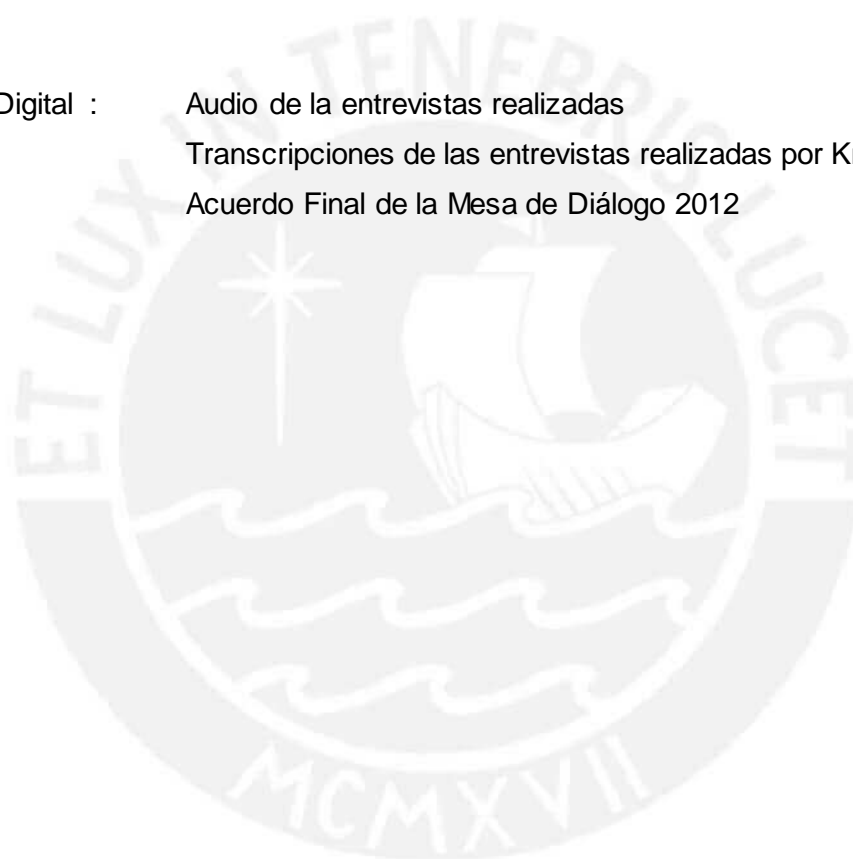 Digital : Audio de la entrevistas realizadas
Transcripciones de las entrevistas realizadas por
Acuerdo Final de la Mesa de Diálogo 2012
ET LUX IN TENEBRIS LUCET
MCMXVII